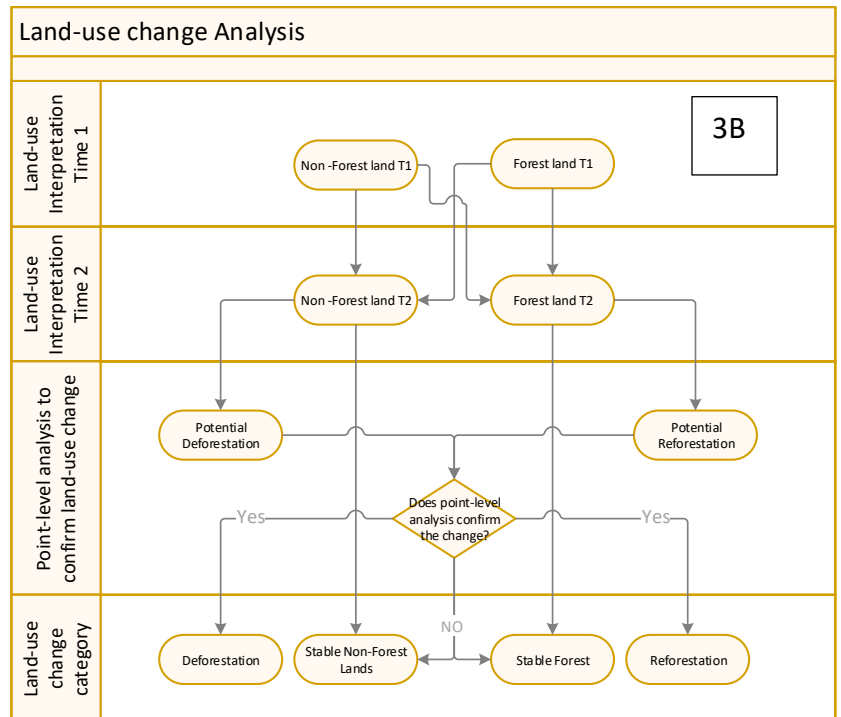 Land-use change Analysis
Land-use
Interpretation
Time 1
3B
Non -Forest land T1
Forest land T1
Land-use
Interpretation
Time 2
Non -Forest land T2
Forest land T2
Point-level analysis to
confirm land-use change
Potential
Deforestation
Potential
Reforestation
Does point-level
analysis confirm
the change?
Yes
Yes
NO
Land-use
change
category
Deforestation
Stable Non-Forest
Lands
Stable Forest
Reforestation